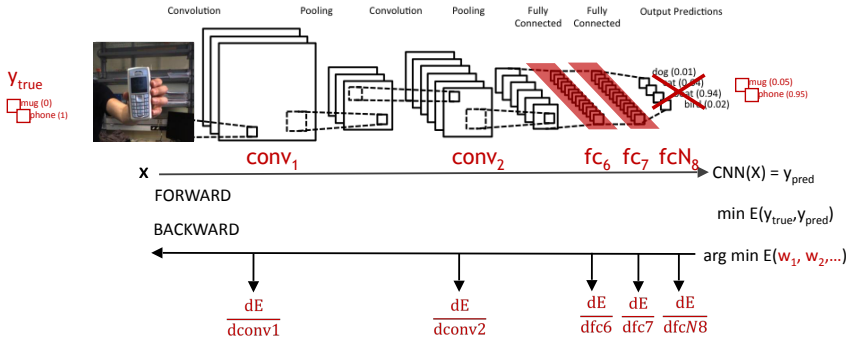 Convolution Pooling Convolution Pooling Fully Connected Fully Connected Output Predictions
y_true
mug (0)
phone (1)
dog (0.01)
(0.04)
(0.94)
bird (0.02)
mug (0.05)
phone (0.95)
conv₁ conv₂ fc₆ fc₇ fcN₈
x CNN(X) = y_pred
FORWARD
min E(y_true,y_pred)
BACKWARD
arg min E(w₁, w₂,...)
dE dE dE dE dE
dconv1 dconv2 dfc6 dfc7 dfcN8